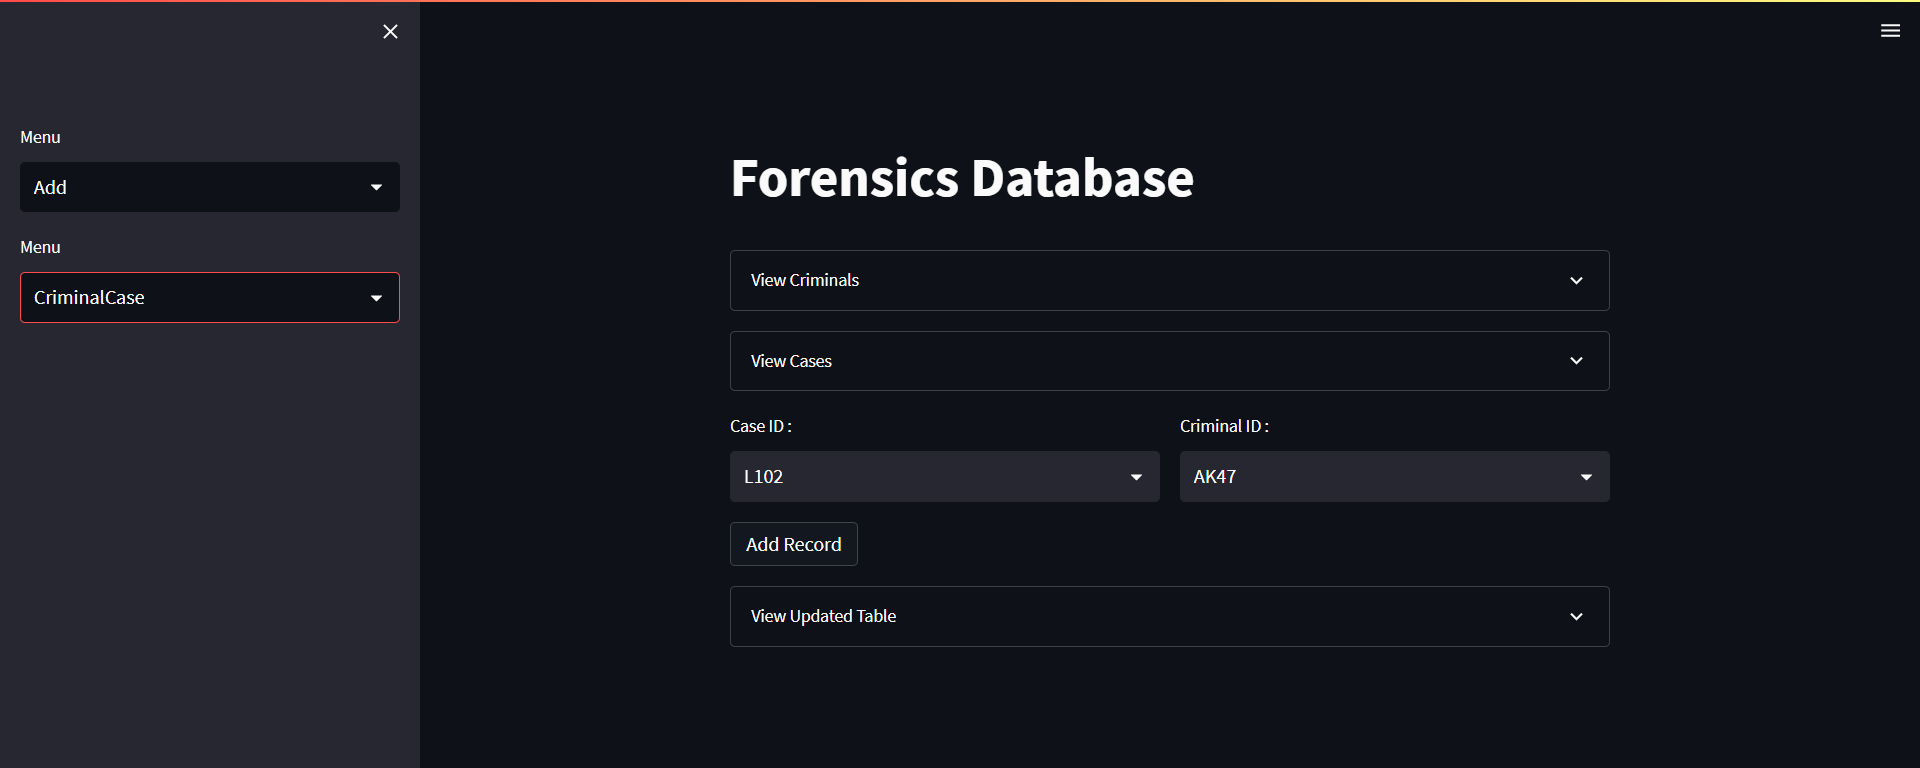 Menu
Add
Menu
CriminalCase
Forensics Database
View Criminals
View Cases
Case ID :
Criminal ID :
L102
AK47
Add Record
View Updated Table